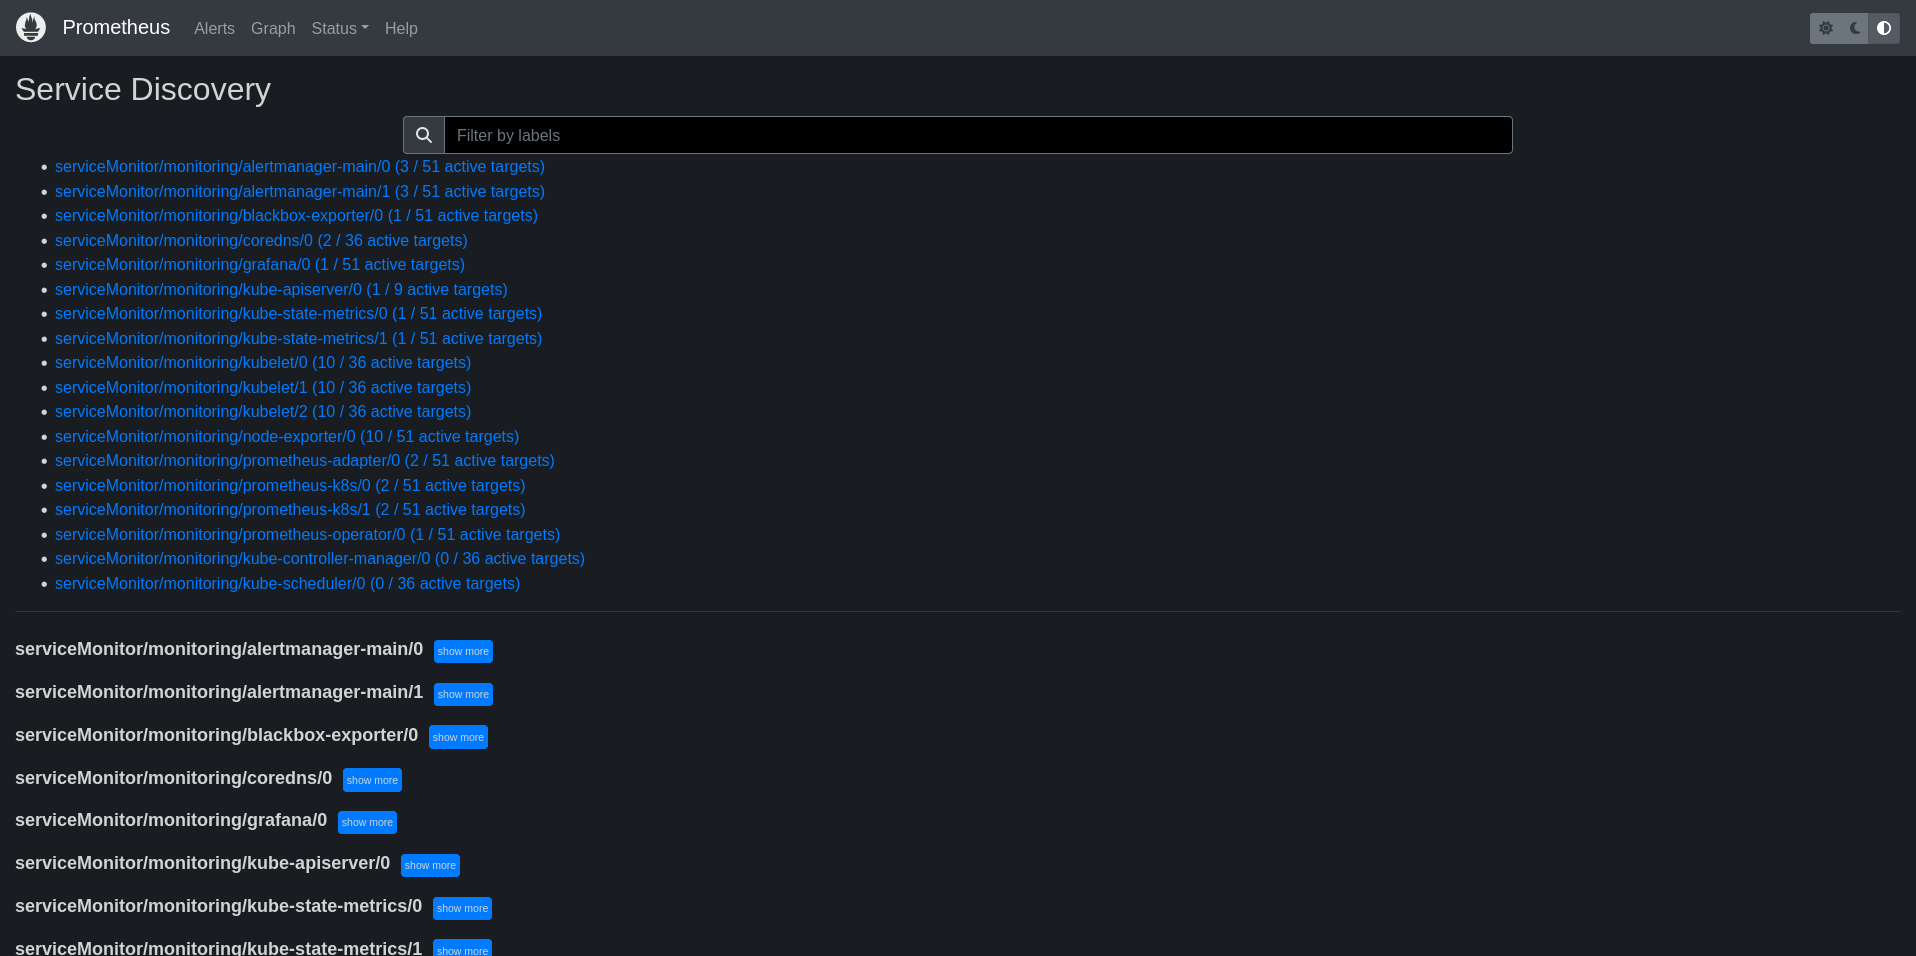 Prometheus Alerts Graph Status Help
Service Discovery
Filter by labels
serviceMonitor/monitoring/alertmanager-main/0 (3 / 51 active targets)
serviceMonitor/monitoring/alertmanager-main/1 (3 / 51 active targets)
serviceMonitor/monitoring/blackbox-exporter/0 (1 / 51 active targets)
serviceMonitor/monitoring/coredns/0 (2 / 36 active targets)
serviceMonitor/monitoring/grafana/0 (1 / 51 active targets)
serviceMonitor/monitoring/kube-apiserver/0 (1 / 9 active targets)
serviceMonitor/monitoring/kube-state-metrics/0 (1 / 51 active targets)
serviceMonitor/monitoring/kube-state-metrics/1 (1 / 51 active targets)
serviceMonitor/monitoring/kubelet/0 (10 / 36 active targets)
serviceMonitor/monitoring/kubelet/1 (10 / 36 active targets)
serviceMonitor/monitoring/kubelet/2 (10 / 36 active targets)
serviceMonitor/monitoring/node-exporter/0 (10 / 51 active targets)
serviceMonitor/monitoring/prometheus-adapter/0 (2 / 51 active targets)
serviceMonitor/monitoring/prometheus-k8s/0 (2 / 51 active targets)
serviceMonitor/monitoring/prometheus-k8s/1 (2 / 51 active targets)
serviceMonitor/monitoring/prometheus-operator/0 (1 / 51 active targets)
serviceMonitor/monitoring/kube-controller-manager/0 (0 / 36 active targets)
serviceMonitor/monitoring/kube-scheduler/0 (0 / 36 active targets)
serviceMonitor/monitoring/alertmanager-main/0 show more
serviceMonitor/monitoring/alertmanager-main/1 show more
serviceMonitor/monitoring/blackbox-exporter/0 show more
serviceMonitor/monitoring/coredns/0 show more
serviceMonitor/monitoring/grafana/0 show more
serviceMonitor/monitoring/kube-apiserver/0 show more
serviceMonitor/monitoring/kube-state-metrics/0 show more
serviceMonitor/monitoring/kube-state-metrics/1 show more